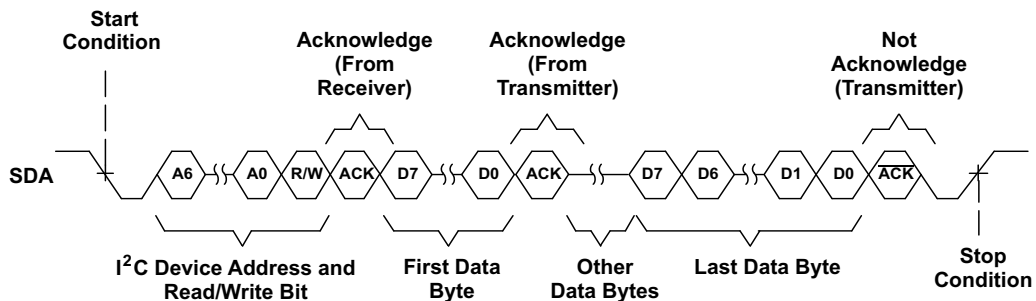 Start
Condition
Acknowledge
(From
Receiver)
Acknowledge
(From
Transmitter)
Not
Acknowledge
(Transmitter)
SDA
A6 A0 R/W ACK D7 D0 ACK D7 D6 D1 D0 A̅C̅K̅
I²C Device Address and
Read/Write Bit
First Data
Byte
Other
Data Bytes
Last Data Byte
Stop
Condition